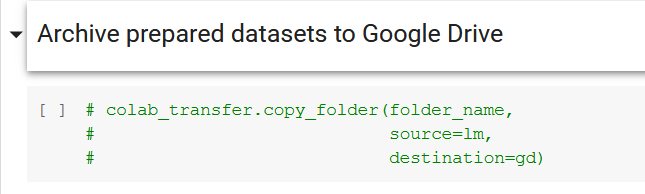 Archive prepared datasets to Google Drive
[ ] # colab_transfer.copy_folder(folder_name,
#                             source=lm,
#                             destination=gd)